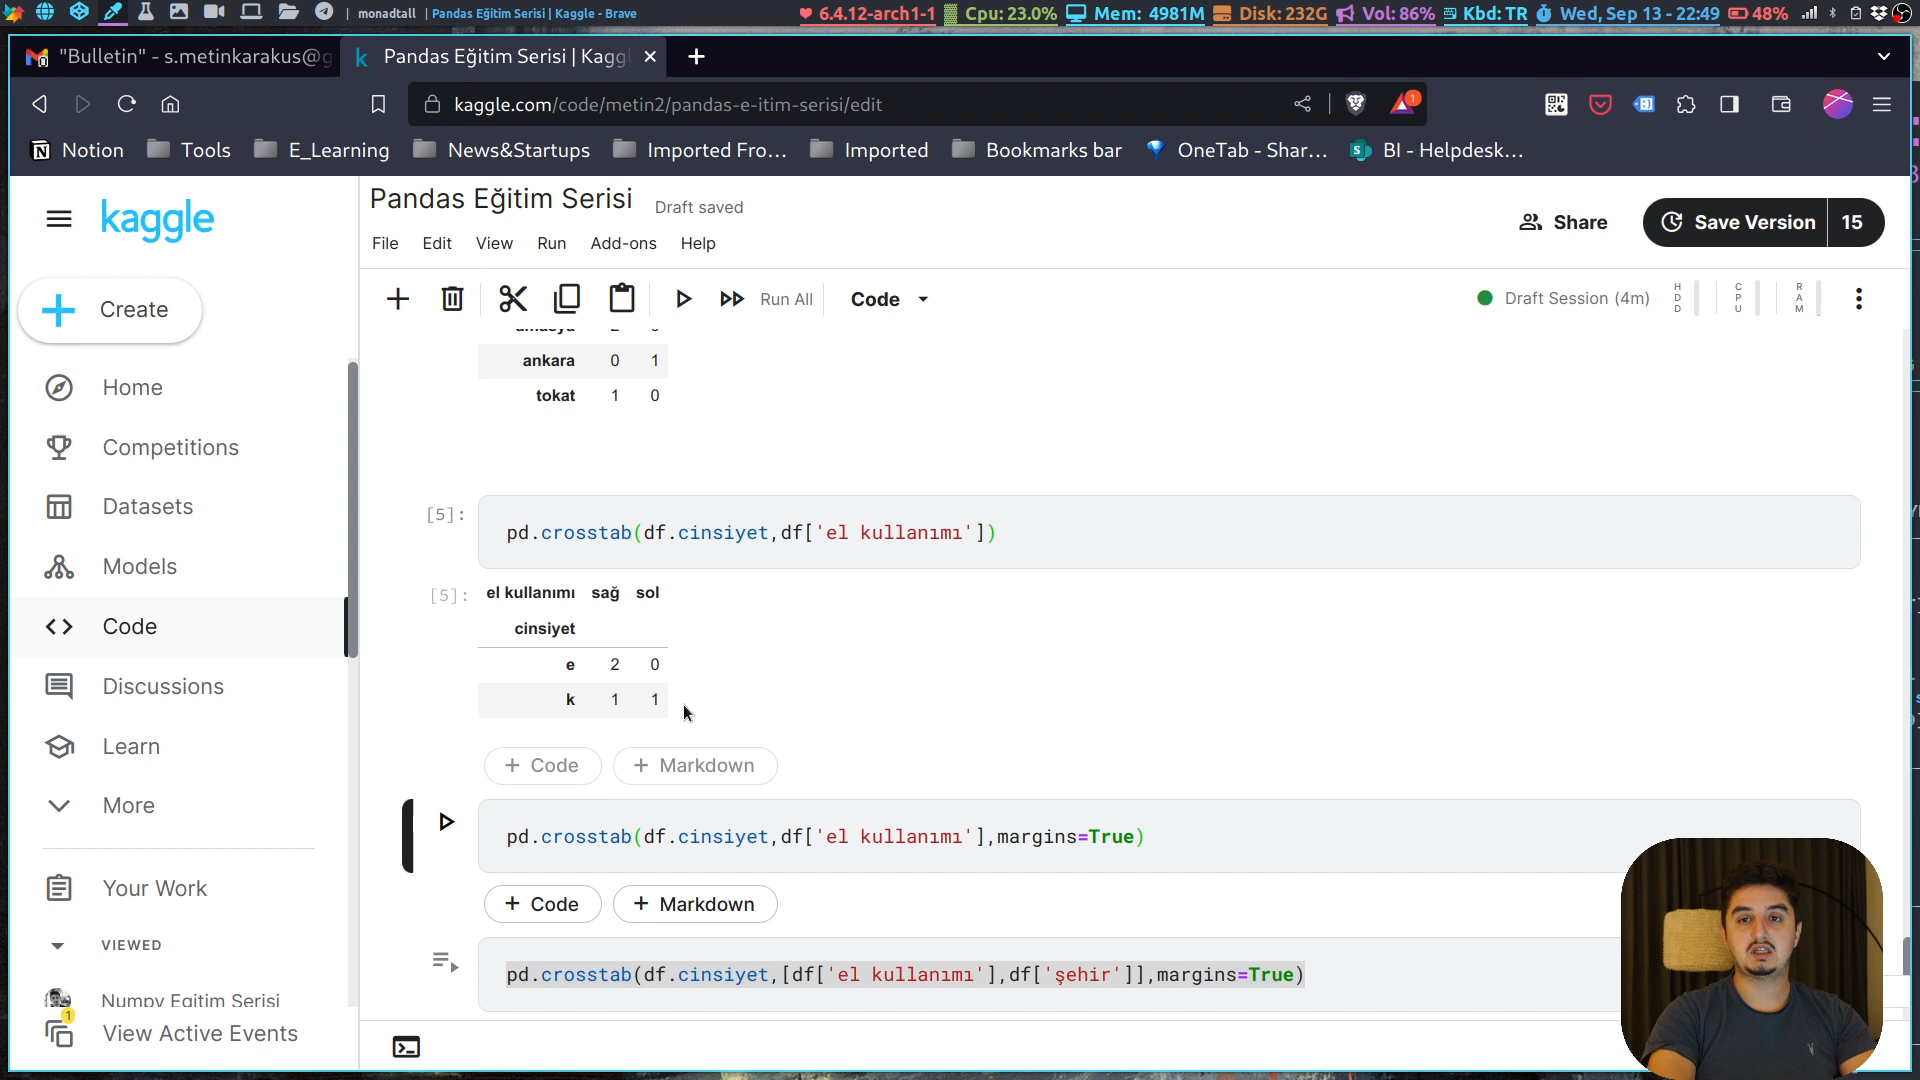 monadtall | Pandas Eğitim Serisi | Kaggle - Brave
6.4.12-arch1-1 Cpu: 23.0% Mem: 4981M Disk: 232G Vol: 86% Kbd: TR Wed, Sep 13 - 22:49 48%
"Bulletin" - s.metinkarakus@g
Pandas Eğitim Serisi | Kaggl
kaggle.com/code/metin2/pandas-e-itim-serisi/edit
1
Notion Tools E_Learning News&Startups Imported Fro... Imported Bookmarks bar OneTab - Shar... BI - Helpdesk...
kaggle
Pandas Eğitim Serisi Draft saved
File Edit View Run Add-ons Help
Share
Save Version 15
Run All
Code
Draft Session (4m)
HDD
CPU
RAM
Create
Home
Competitions
Datasets
Models
Code
Discussions
Learn
More
Your Work
VIEWED
Numpy Egitim Serisi
1
View Active Events
ankara 0 1
tokat 1 0
[5]:
pd.crosstab(df.cinsiyet,df['el kullanımı'])
[5]:
el kullanımı sağ sol
cinsiyet
e 2 0
k 1 1
+ Code + Markdown
pd.crosstab(df.cinsiyet,df['el kullanımı'],margins=True)
+ Code + Markdown
pd.crosstab(df.cinsiyet,[df['el kullanımı'],df['şehir']],margins=True)